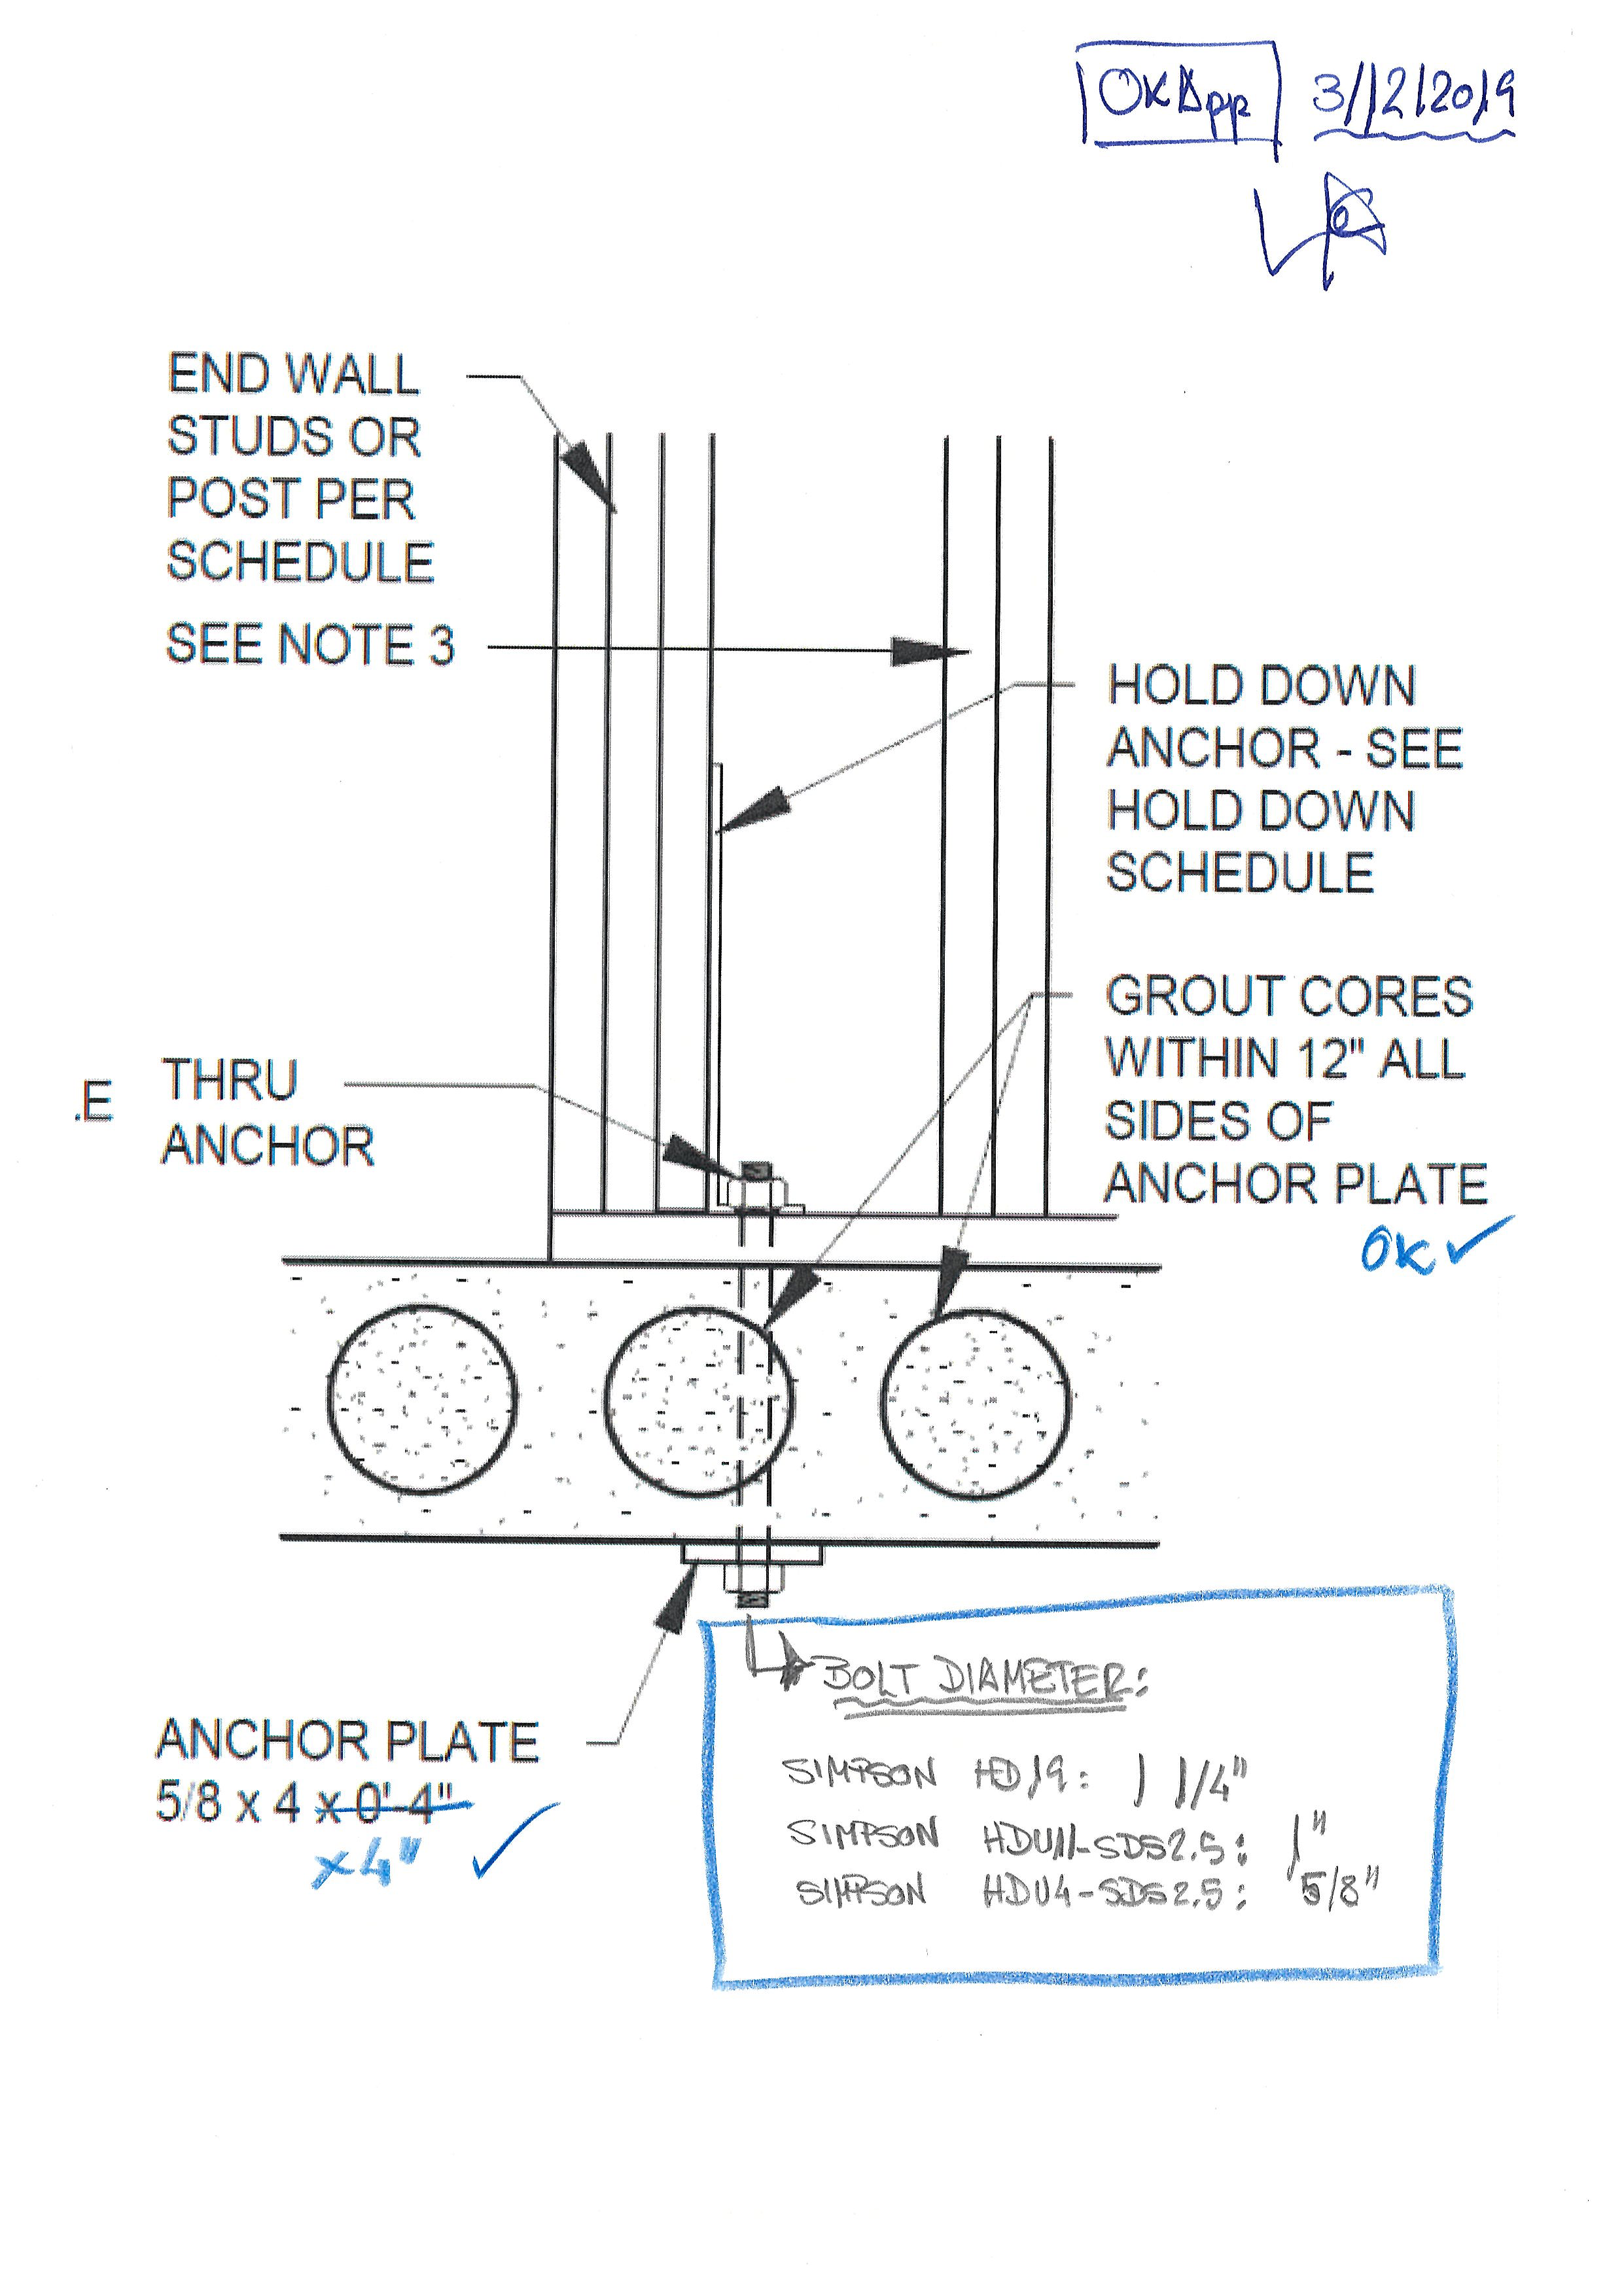 OK App 3/12/2019
END WALL
STUDS OR
POST PER
SCHEDULE
SEE NOTE 3
HOLD DOWN
ANCHOR - SEE
HOLD DOWN
SCHEDULE
GROUT CORES
WITHIN 12" ALL
SIDES OF
ANCHOR PLATE
OK ✓
.E
THRU
ANCHOR
ANCHOR PLATE
5/8 x 4 x 0'-4"
x 4" ✓
BOLT DIAMETER:
SIMPSON HD19: 1 1/4"
SIMPSON HDU11-SDS2.5: 1"
SIMPSON HDU4-SDS2.5: 5/8"